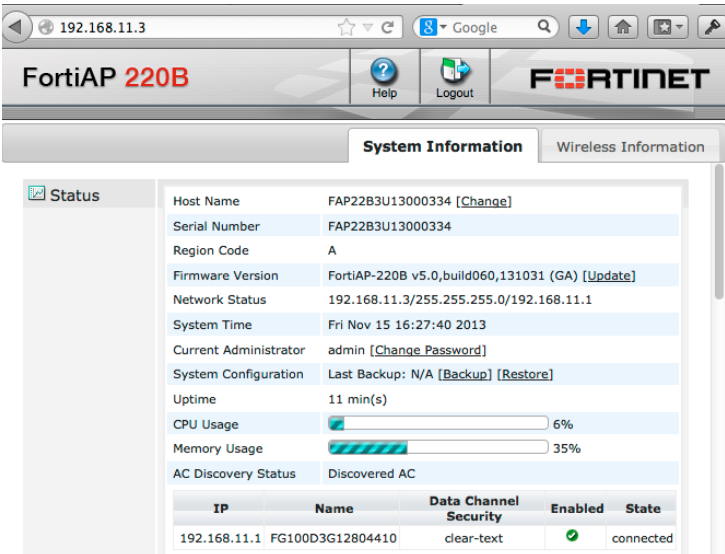 192.168.11.3
Google
FortiAP 220B
Help
Logout
FORTINET
System Information
Wireless Information
Status
Host Name FAP22B3U13000334 [Change]
Serial Number FAP22B3U13000334
Region Code A
Firmware Version FortiAP-220B v5.0,build060,131031 (GA) [Update]
Network Status 192.168.11.3/255.255.255.0/192.168.11.1
System Time Fri Nov 15 16:27:40 2013
Current Administrator admin [Change Password]
System Configuration Last Backup: N/A [Backup] [Restore]
Uptime 11 min(s)
CPU Usage 6%
Memory Usage 35%
AC Discovery Status Discovered AC
IP Name Data Channel Security Enabled State
192.168.11.1 FG100D3G12804410 clear-text connected